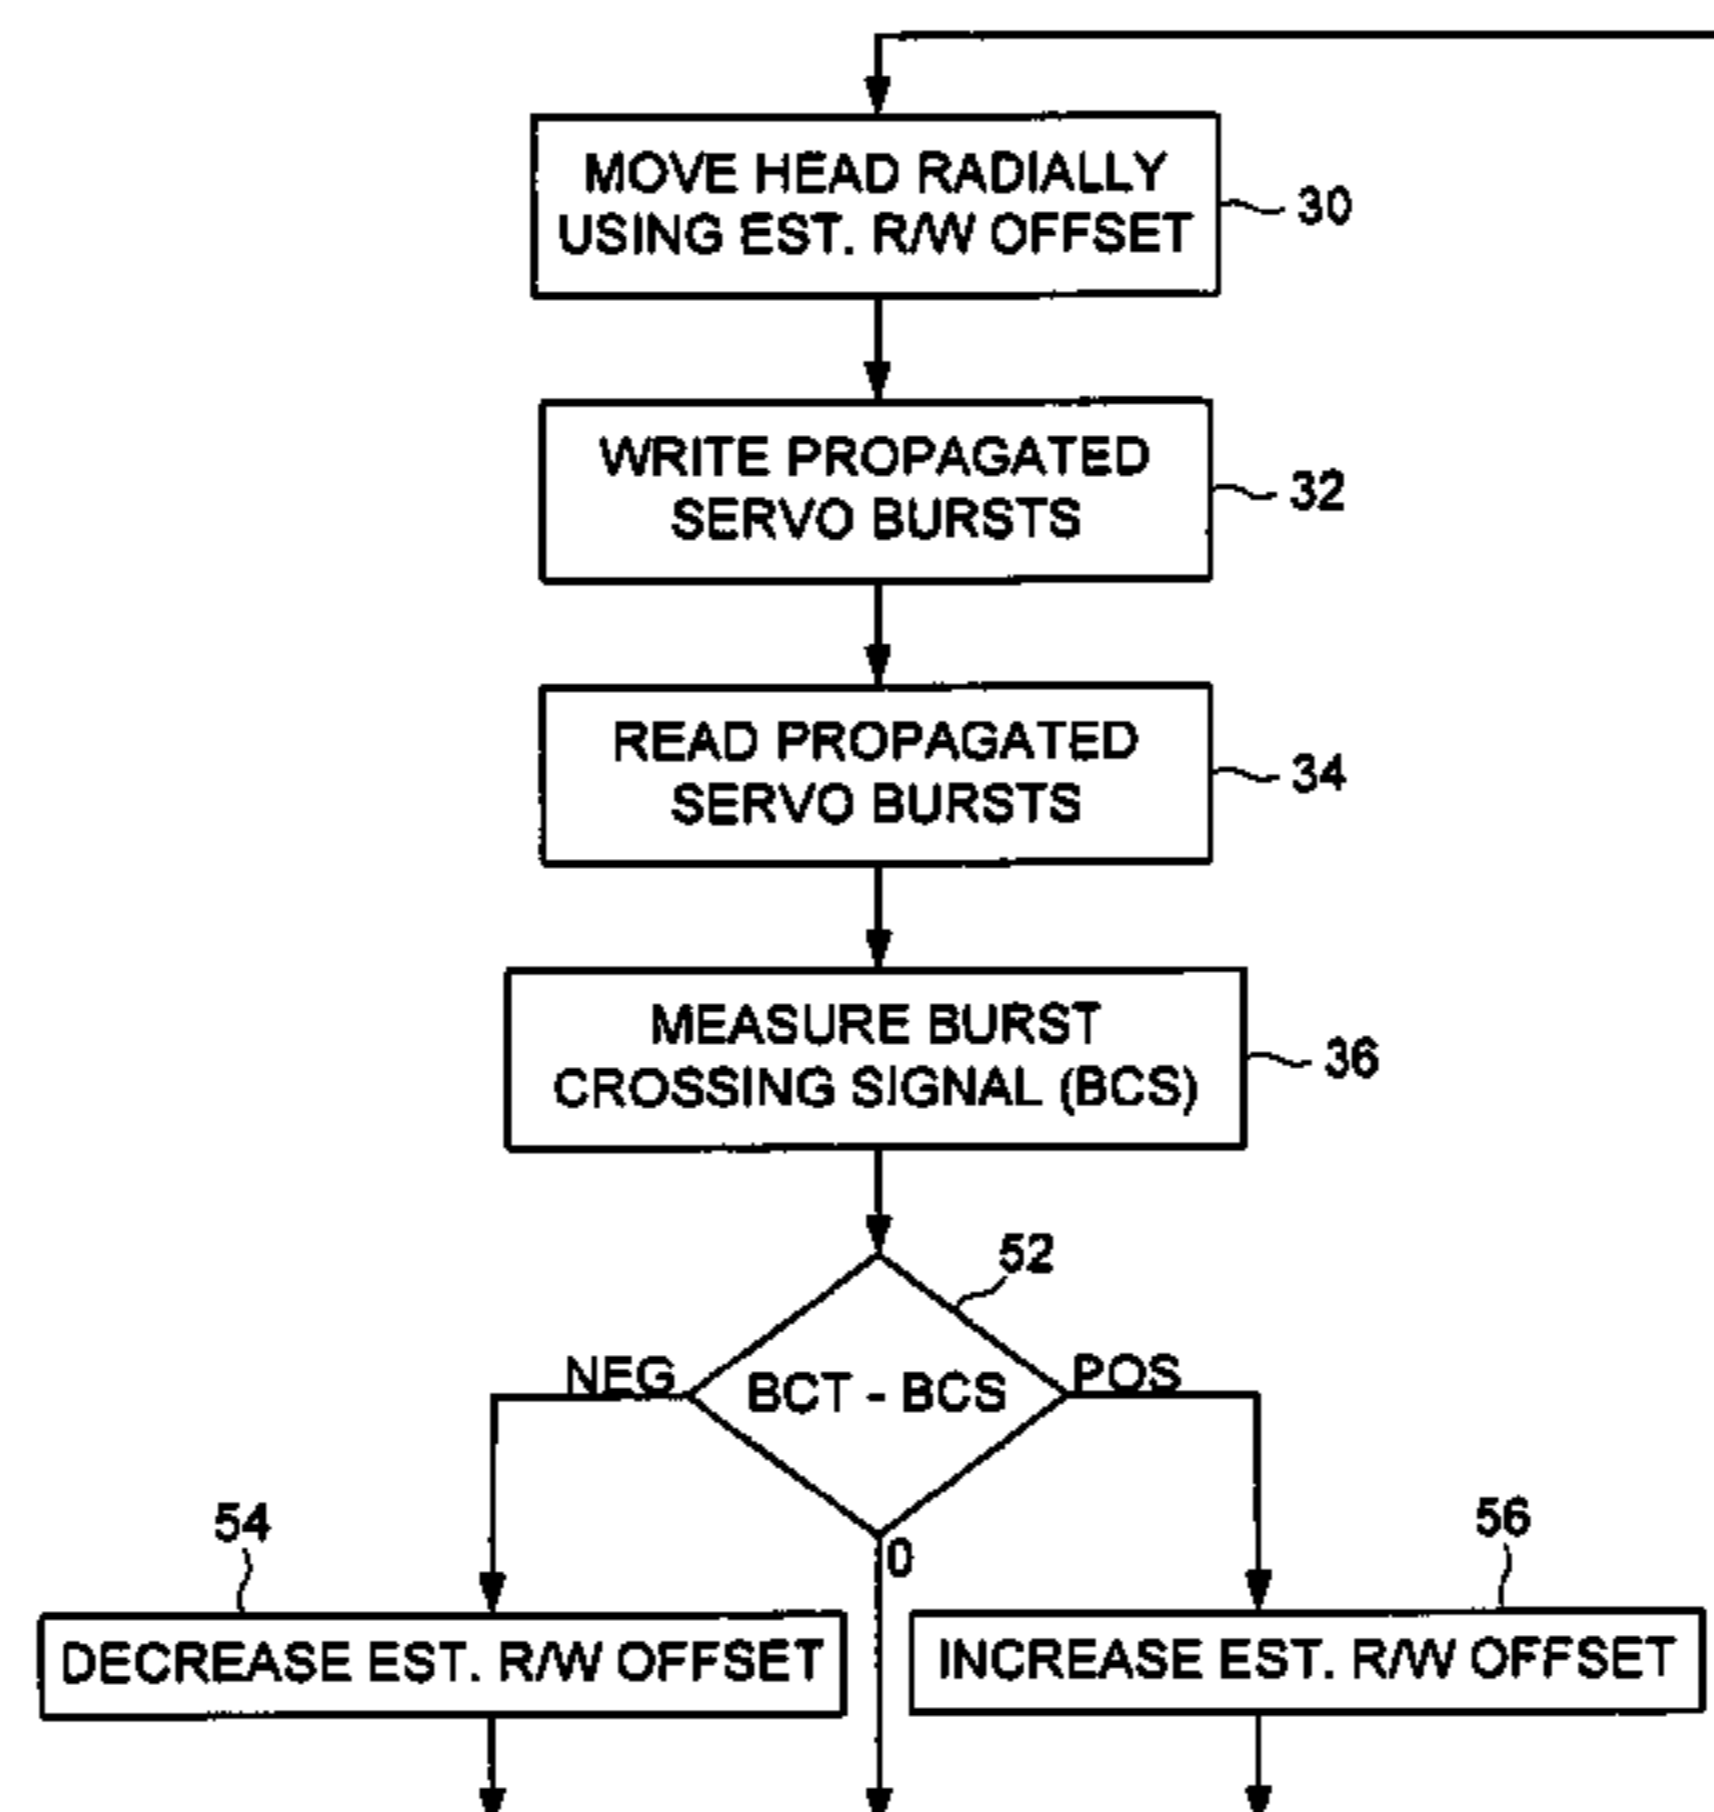 MOVE HEAD RADIALLY
USING EST. R/W OFFSET
30
WRITE PROPAGATED
SERVO BURSTS
32
READ PROPAGATED
SERVO BURSTS
34
MEASURE BURST
CROSSING SIGNAL (BCS)
36
52
NEG
BCT - BCS
POS
0
54
56
DECREASE EST. R/W OFFSET
INCREASE EST. R/W OFFSET